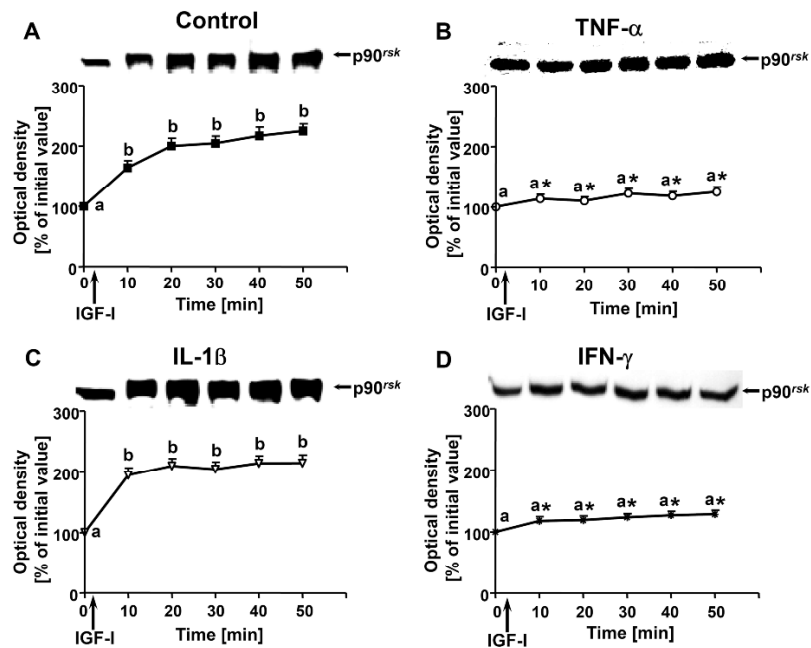 A Control
p90rsk
300
200
100
0
Optical density
[% of initial value]
a b b b b b
0 10 20 30 40 50
Time [min]
IGF-I
B TNF-α
p90rsk
300
200
100
0
Optical density
[% of initial value]
a a* a* a* a* a*
0 10 20 30 40 50
Time [min]
IGF-I
C IL-1ß
p90rsk
300
200
100
0
Optical density
[% of initial value]
a b b b b b
0 10 20 30 40 50
Time [min]
IGF-I
D IFN-γ
p90rsk
300
200
100
0
Optical density
[% of initial value]
a a* a* a* a* a*
0 10 20 30 40 50
Time [min]
IGF-I